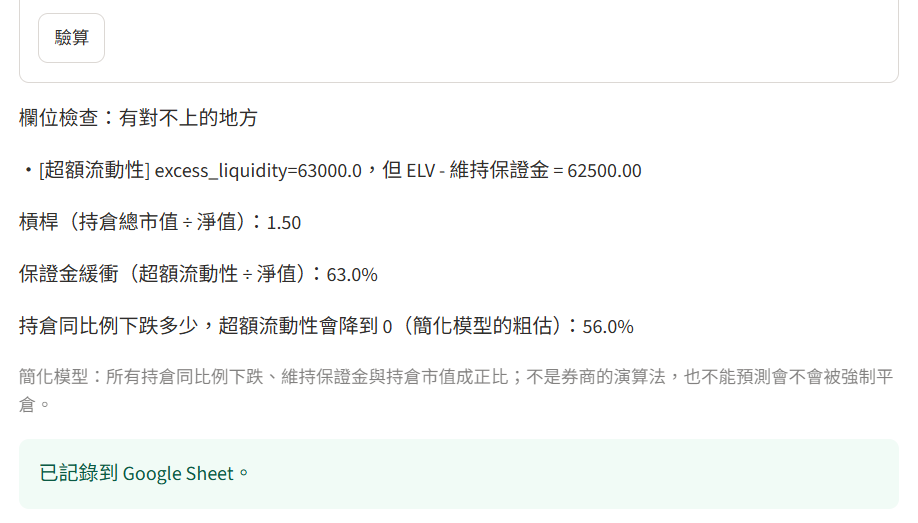 驗算
欄位檢查：有對不上的地方
・[超額流動性] excess_liquidity=63000.0，但 ELV - 維持保證金 = 62500.00
槓桿（持倉總市值 ÷ 淨值）：1.50
保證金緩衝（超額流動性 ÷ 淨值）：63.0%
持倉同比例下跌多少，超額流動性會降到 0（簡化模型的粗估）：56.0%
簡化模型：所有持倉同比例下跌、維持保證金與持倉市值成正比；不是券商的演算法，也不能預測會不會被強制平
倉。
已記錄到 Google Sheet。